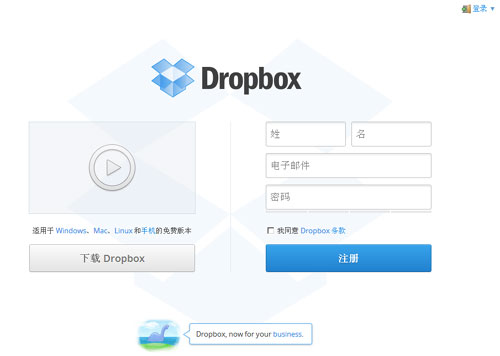 登录
Dropbox
姓
名
电子邮件
密码
适用于 Windows、Mac、Linux 和手机的免费版本
我同意 Dropbox 条款
下载 Dropbox
注册
Dropbox, now for your business.